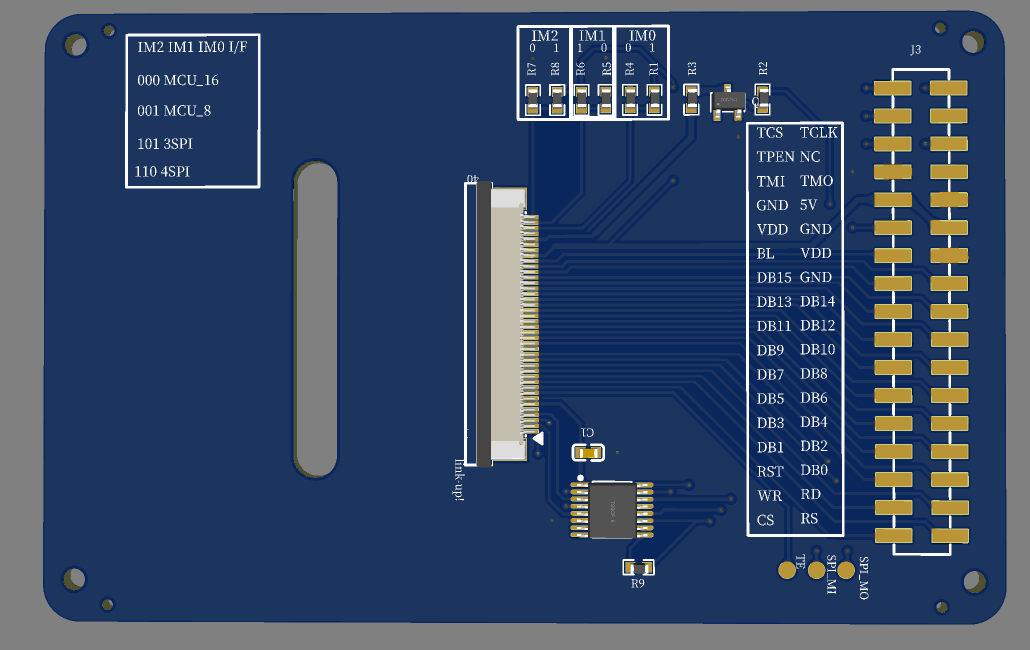 IM2 IM1 IM0 I/F
000 MCU_16
001 MCU_8
101 3SPI
110 4SPI
IM2 IM1 IM0
0 1 1 0 0 1
R7 R8 R6 R5 R4 R1 R3 R2
J3
TCS TCLK
TPEN NC
TMI TMO
GND 5V
VDD GND
BL VDD
DB15 GND
DB13 DB14
DB11 DB12
DB9 DB10
DB7 DB8
DB5 DB6
DB3 DB4
DB1 DB2
RST DB0
WR RD
CS RS
40
link-up!
C1
R9
TE
SPI_MI
SPI_MO